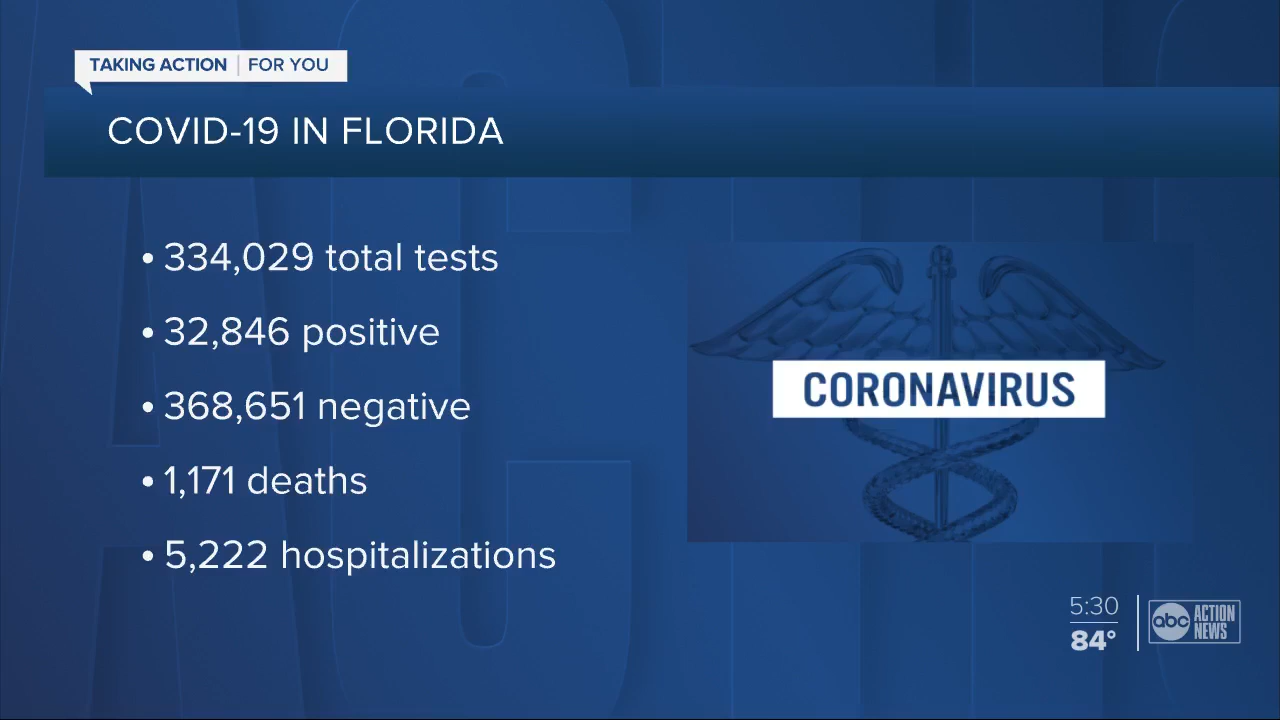 TAKING ACTION | FOR YOU
COVID-19 IN FLORIDA
• 334,029 total tests
• 32,846 positive
• 368,651 negative
• 1,171 deaths
• 5,222 hospitalizations
CORONAVIRUS
5:30
84°
abc ACTION NEWS